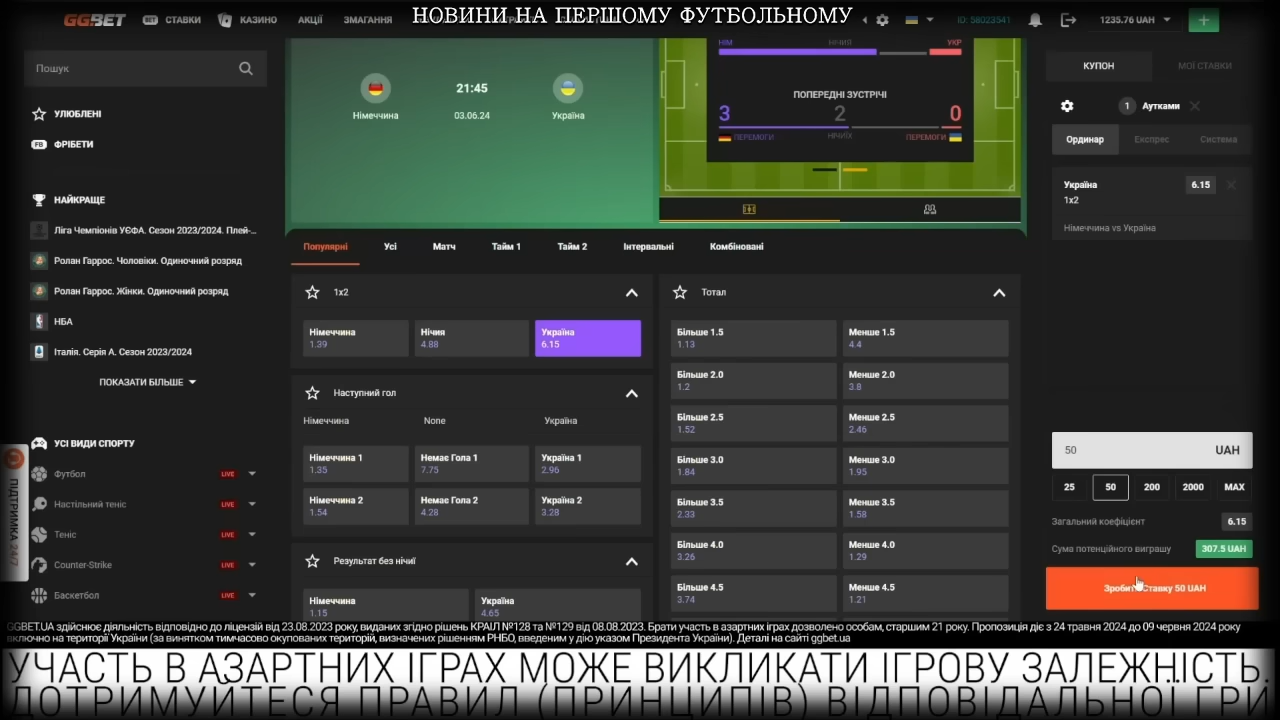 НОВИНИ НА ПЕРШОМУ ФУТБОЛЬНОМУ
GGBET
BET СТАВКИ
КАЗИНО
АКЦІЇ
ЗМАГАННЯ
ID: 58023541
1235.76 UAH
+
Пошук
УЛЮБЛЕНІ
FB ФРІБЕТИ
НАЙКРАЩЕ
Ліга Чемпіонів УЄФА. Сезон 2023/2024. Плей-...
Ролан Гаррос. Чоловіки. Одиночний розряд
Ролан Гаррос. Жінки. Одиночний розряд
НБА
Італія. Серія А. Сезон 2023/2024
ПОКАЗАТИ БІЛЬШЕ
УСІ ВИДИ СПОРТУ
Футбол LIVE
Настільний теніс LIVE
Теніс LIVE
Counter-Strike LIVE
Баскетбол LIVE
ПІДТРИМКА 24/7
21:45
03.06.24
Німеччина
Україна
НІМ НІЧИЯ УКР
ПОПЕРЕДНІ ЗУСТРІЧІ
3 2 0
ПЕРЕМОГИ НІЧИЇХ ПЕРЕМОГИ
Популярні Усі Матч Тайм 1 Тайм 2 Інтервальні Комбіновані
1x2
Німеччина Нічия Україна
1.39 4.88 6.15
Наступний гол
Німеччина None Україна
Німеччина 1 Немає Гола 1 Україна 1
1.35 7.75 2.96
Німеччина 2 Немає Гола 2 Україна 2
1.54 4.28 3.28
Результат без нічиї
Німеччина Україна
1.15 4.65
Тотал
Більше 1.5 Менше 1.5
1.13 4.4
Більше 2.0 Менше 2.0
1.2 3.8
Більше 2.5 Менше 2.5
1.52 2.46
Більше 3.0 Менше 3.0
1.84 1.95
Більше 3.5 Менше 3.5
2.33 1.58
Більше 4.0 Менше 4.0
3.26 1.29
Більше 4.5 Менше 4.5
3.74 1.21
КУПОН МОЇ СТАВКИ
1 Аутками
Ординар Експрес Система
Україна 6.15
1x2
Німеччина vs Україна
50 UAH
25 50 200 2000 MAX
Загальний коефіцієнт 6.15
Сума потенційного виграшу 307.5 UAH
50 UAH
GGBET.UA здійснює діяльність відповідно до ліцензій від 23.08.2023 року, виданих згідно рішень КРАІЛ №128 та №129 від 08.08.2023. Брати участь в азартних іграх дозволено особам, старшим 21 року. Пропозиція діє з 24 травня 2024 до 09 червня 2024 року
включно на території України (за винятком тимчасово окупованих територій, визначених рішенням РНБО, введеним у дію указом Президента України). Деталі на сайті ggbet.ua
УЧАСТЬ В АЗАРТНИХ ІГРАХ МОЖЕ ВИКЛИКАТИ ІГРОВУ ЗАЛЕЖНІСТЬ.
ДОТРИМУЙТЕСЯ ПРАВИЛ (ПРИНЦИПІВ) ВІДПОВІДАЛЬНОЇ ГРИ